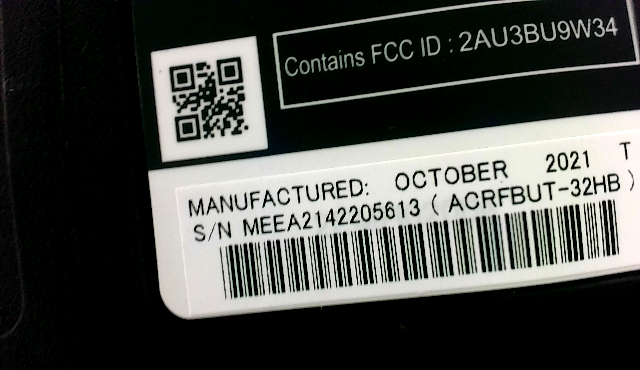 Contains FCC ID : 2AU3BU9W34
MANUFACTURED: OCTOBER 2021 T
S/N MEEA2142205613 ( ACRFBUT-32HB )